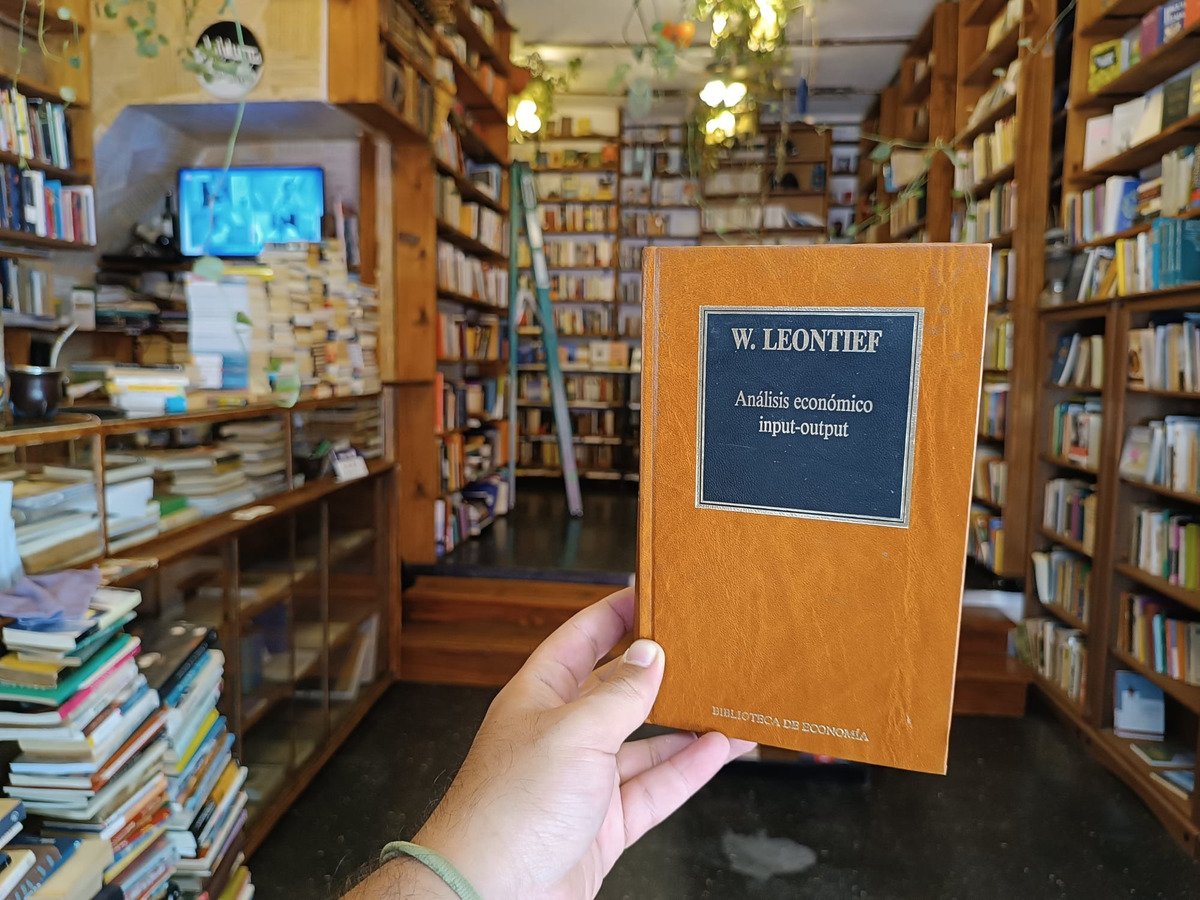 W. LEONTIEF
Análisis económico
input-output
BIBLIOTECA DE ECONOMÍA